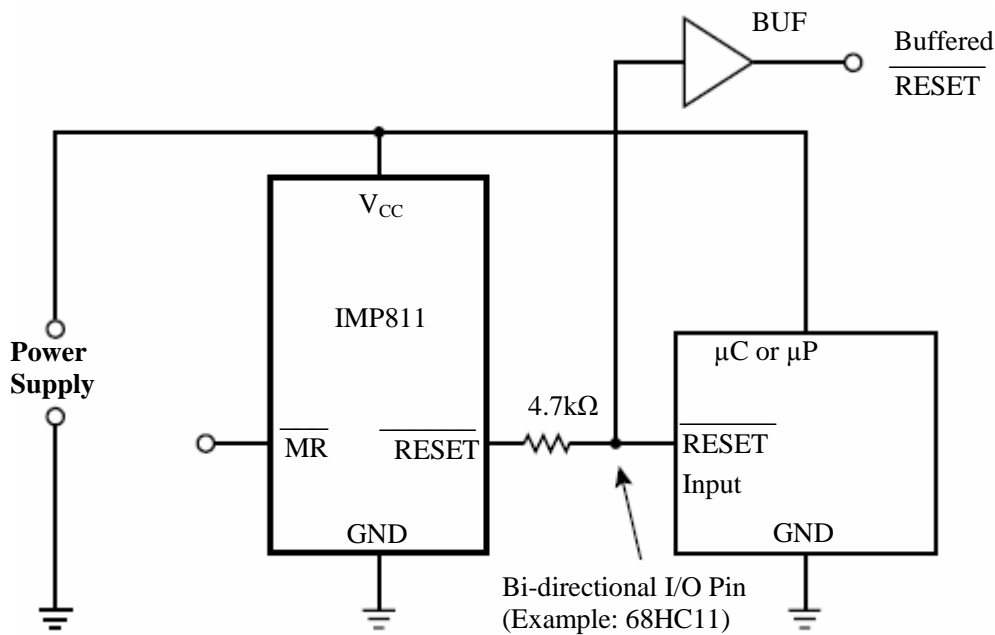 BUF
Buffered
RESET
V_CC
IMP811
Power
Supply
µC or µP
4.7kΩ
MR
RESET
RESET
Input
GND
GND
Bi-directional I/O Pin
(Example: 68HC11)